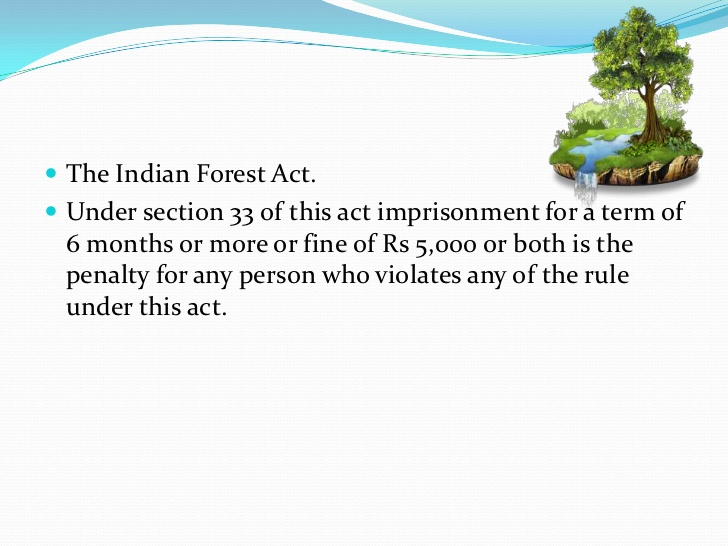 The Indian Forest Act.
Under section 33 of this act imprisonment for a term of
6 months or more or fine of Rs 5,000 or both is the
penalty for any person who violates any of the rule
under this act.